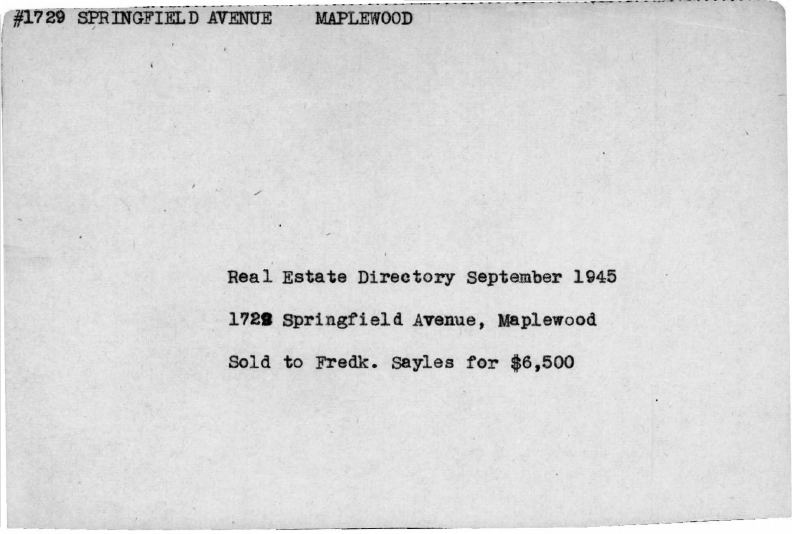 #1729 SPRINGFIELD AVENUE MAPLEWOOD
Real Estate Directory September 1945
1729 Springfield Avenue, Maplewood
Sold to Fredk. Sayles for $6,500